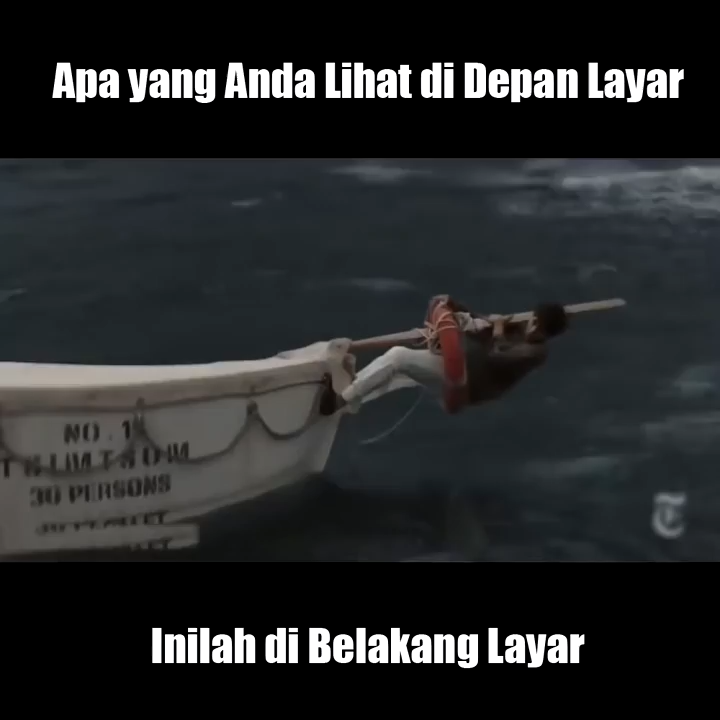 Apa yang Anda Lihat di Depan Layar
NO. 1
30 PERSONS
Inilah di Belakang Layar